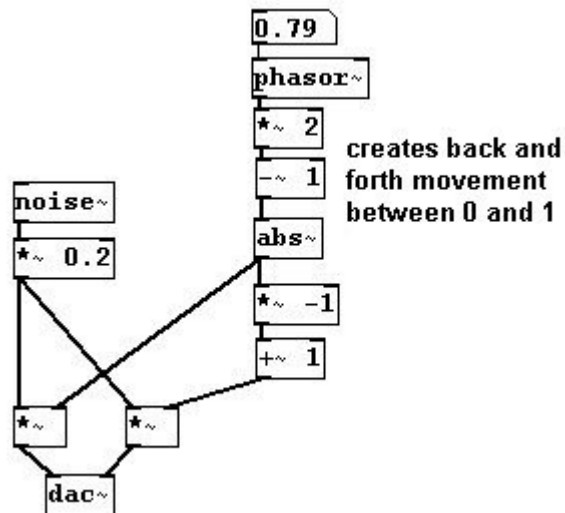 0.79
phasor~
*~ 2
creates back and
-~ 1
forth movement
noise~
between 0 and 1
abs~
*~ 0.2
*~ -1
+~ 1
*~
*~
dac~